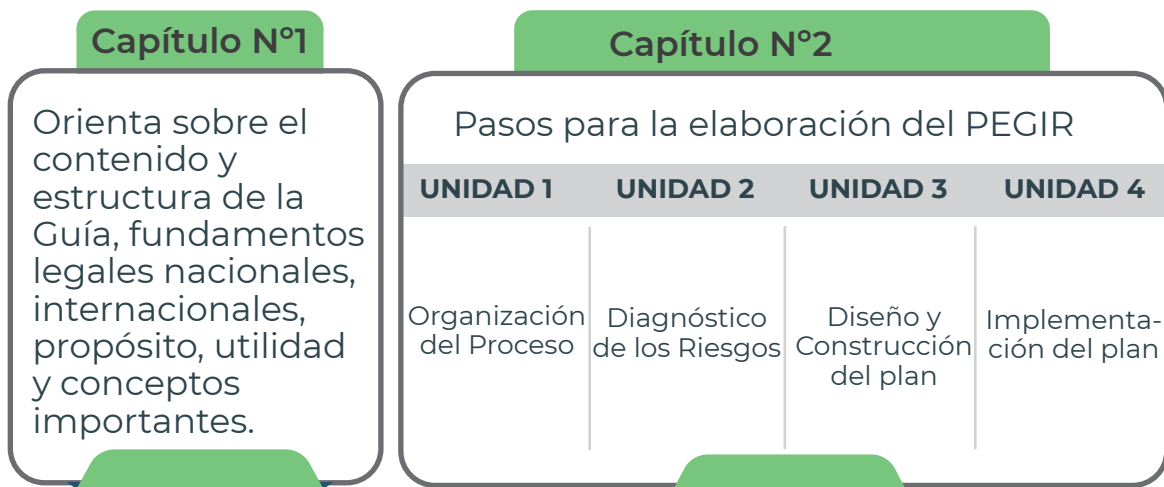 Capítulo Nº1
Orienta sobre el
contenido y
estructura de la
Guía, fundamentos
legales nacionales,
internacionales,
propósito, utilidad
y conceptos
importantes.
Capítulo Nº2
Pasos para la elaboración del PEGIR
UNIDAD 1 UNIDAD 2 UNIDAD 3 UNIDAD 4
Organización
del Proceso
Diagnóstico
de los Riesgos
Diseño y
Construcción
del plan
Implementa-
ción del plan